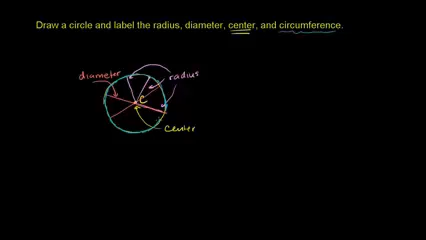 Draw a circle and label the radius, diameter, center, and circumference.
diameter
radius
C
center